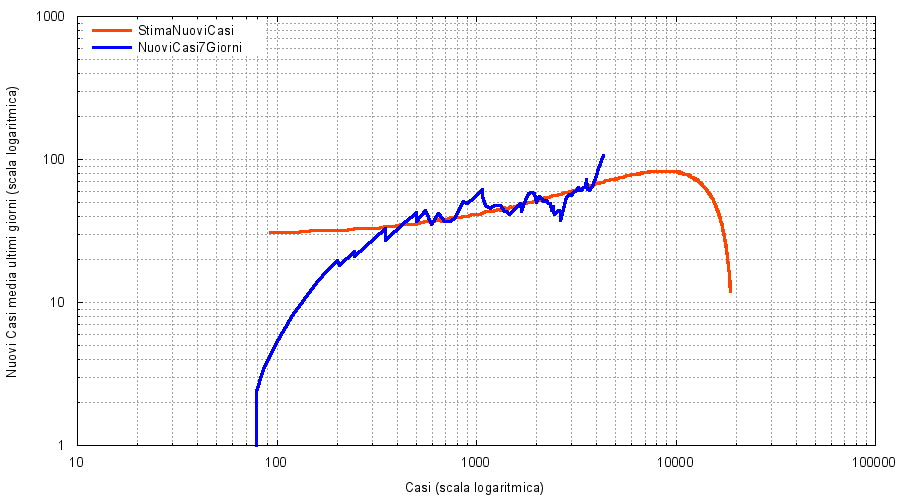 1000
StimaNuoviCasi
NuoviCasi7Giorni
100
10
1
Nuovi Casi media ultimi giorni (scala logaritmica)
10
100
1000
10000
100000
Casi (scala logaritmica)